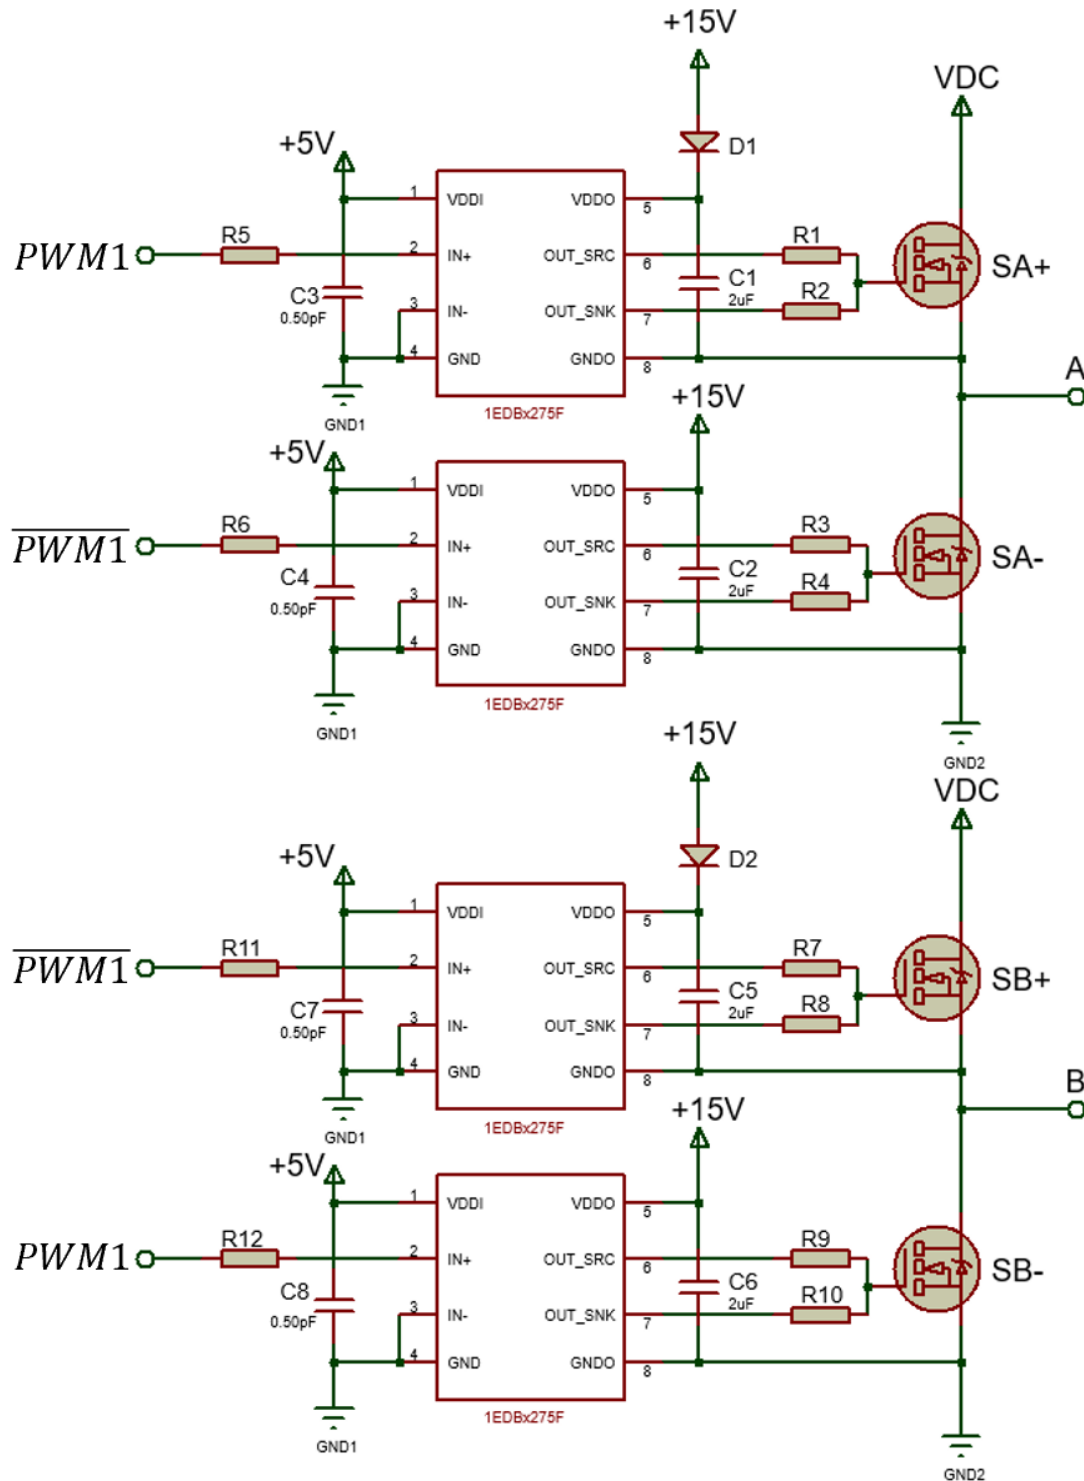 +15V
VDC
D1
+5V
1 VDDI VDDO 5
PWM1 R5 2 IN+ OUT_SRC 6 R1
SA+
C3
0.50pF
C1
2uF
3 IN- OUT_SNK 7 R2
4 GND GNDO 8
A
GND1
1EDBx275F
+15V
+5V
1 VDDI VDDO 5
PWM1 R6 2 IN+ OUT_SRC 6 R3
SA-
C4
0.50pF
C2
2uF
3 IN- OUT_SNK 7 R4
4 GND GNDO 8
1EDBx275F
GND1
+15V
GND2
VDC
D2
+5V
1 VDDI VDDO 5
PWM1 R11 2 IN+ OUT_SRC 6 R7
SB+
C7
0.50pF
C5
2uF
3 IN- OUT_SNK 7 R8
4 GND GNDO 8
B
GND1
1EDBx275F
+15V
+5V
1 VDDI VDDO 5
PWM1 R12 2 IN+ OUT_SRC 6 R9
SB-
C8
0.50pF
C6
2uF
3 IN- OUT_SNK 7 R10
4 GND GNDO 8
1EDBx275F
GND1
GND2